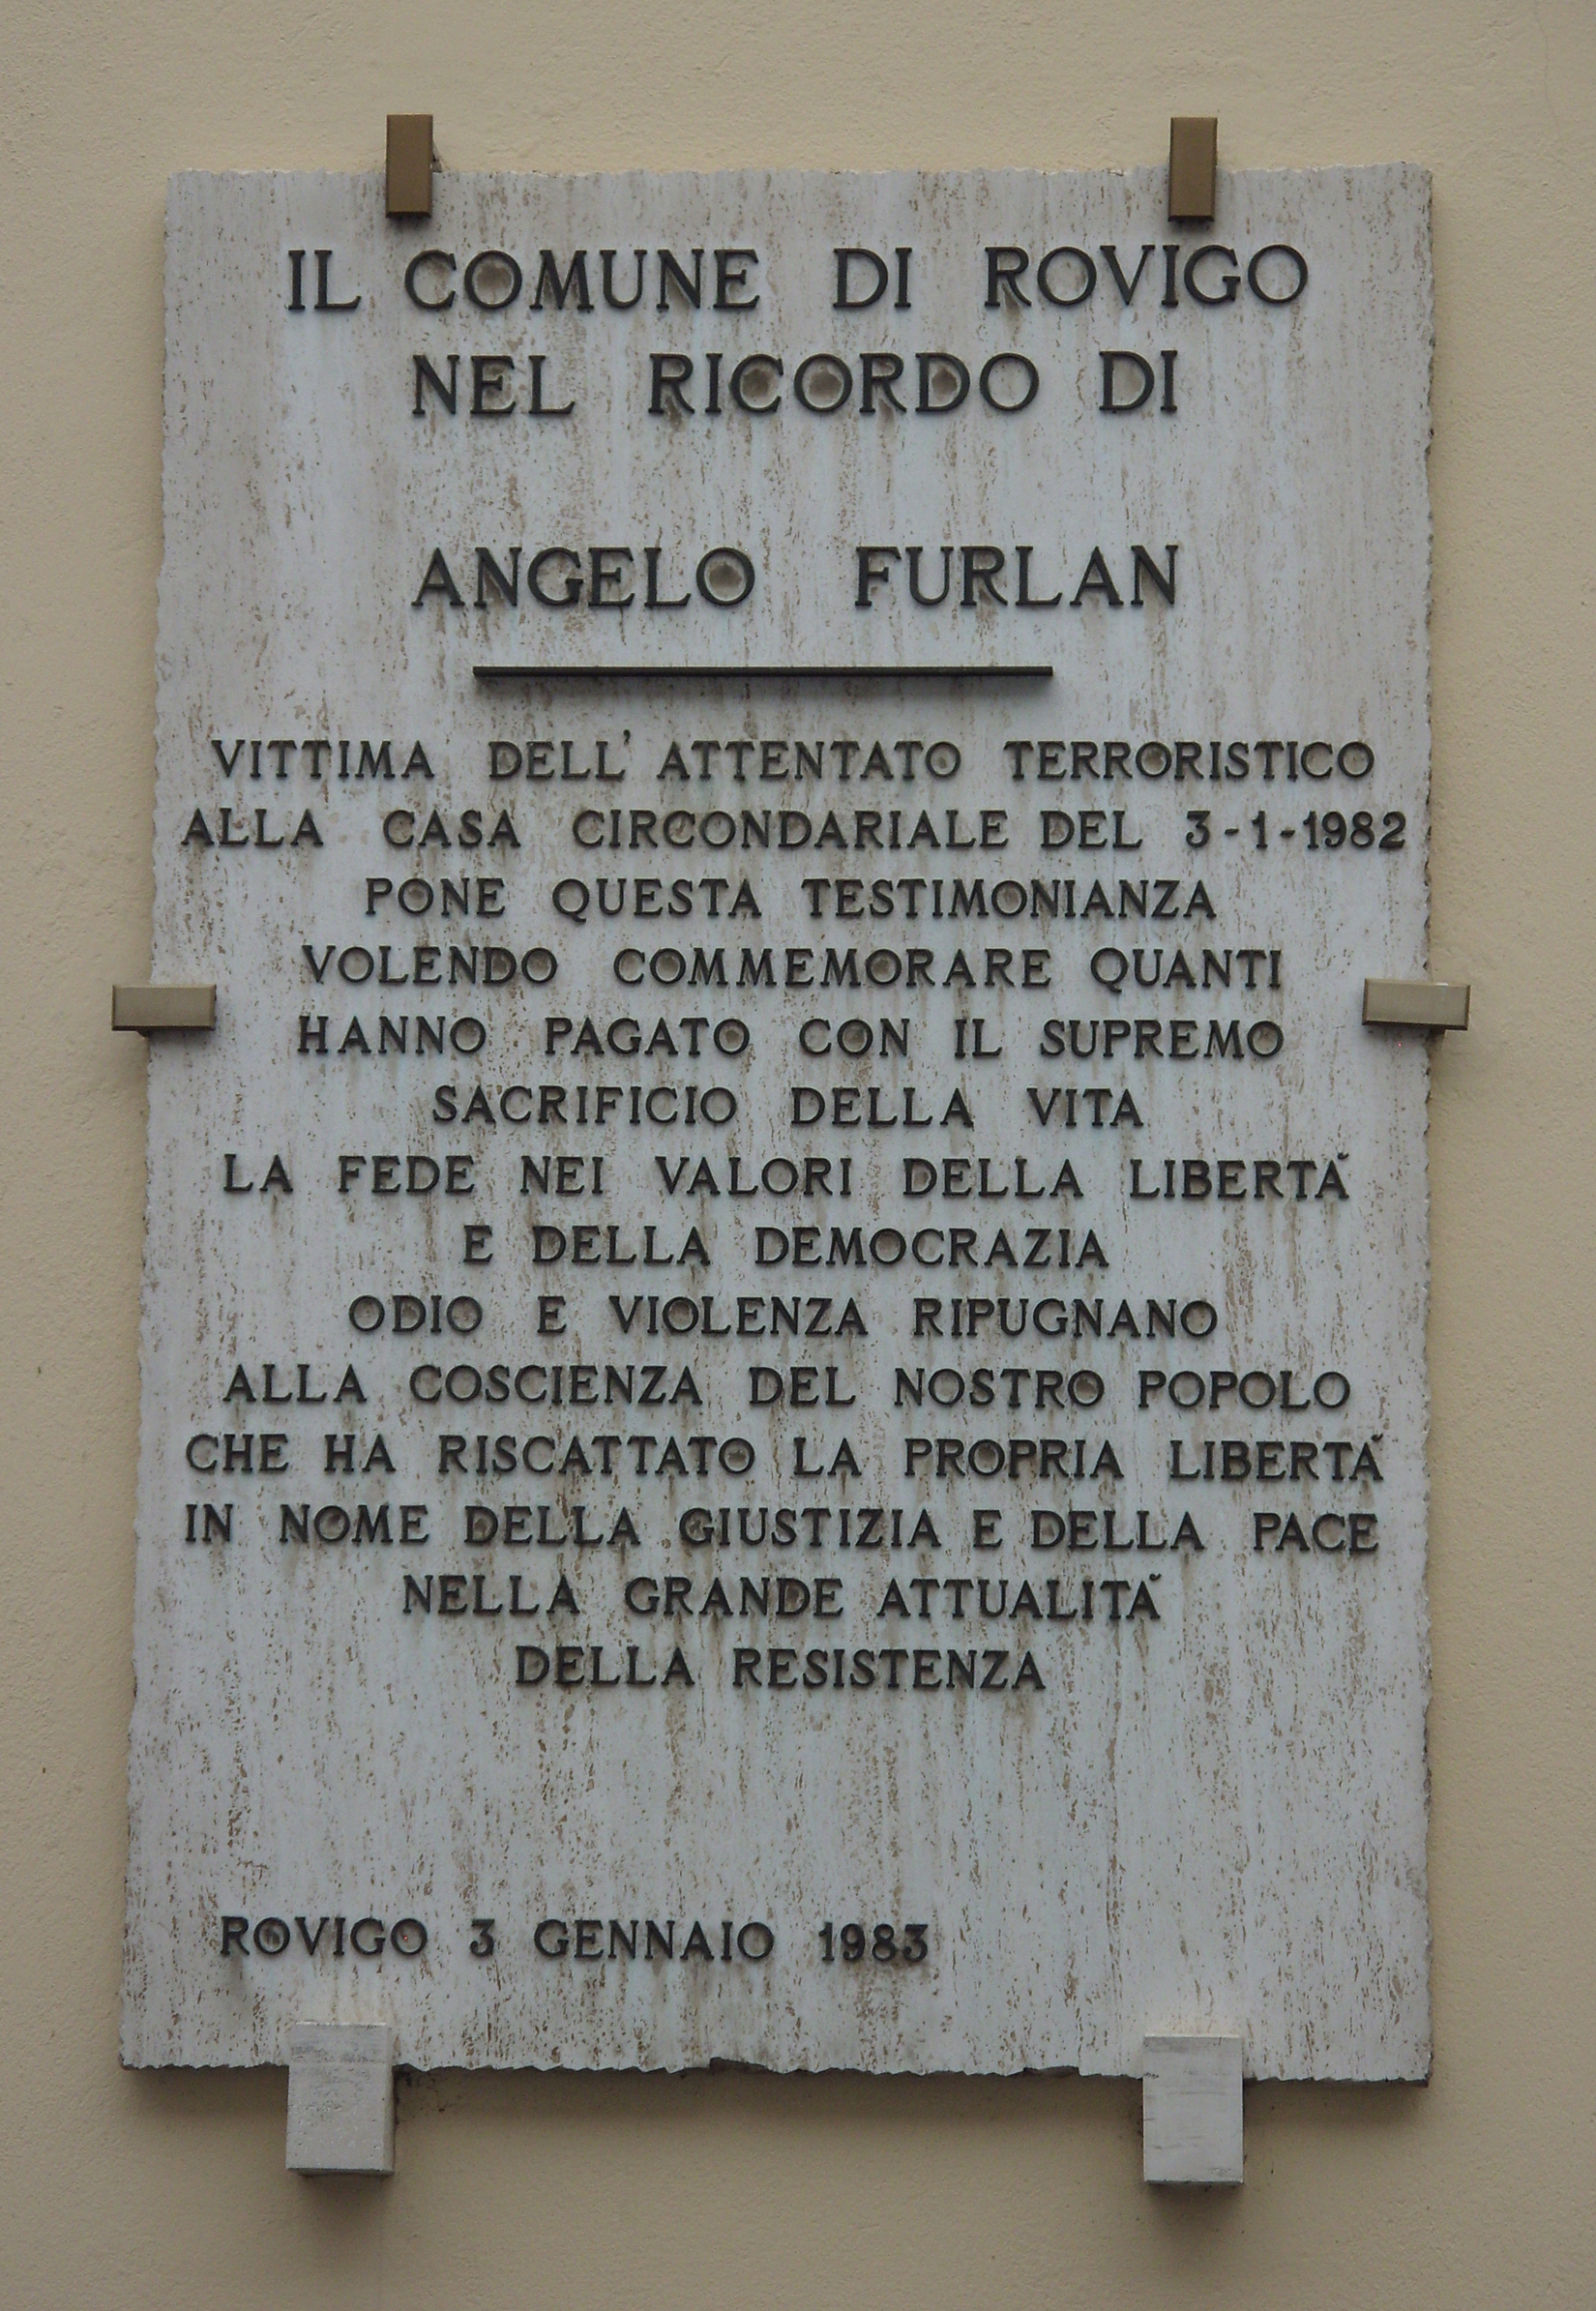 IL COMUNE DI ROVIGO
NEL RICORDO DI
ANGELO FURLAN
VITTIMA DELL'ATTENTATO TERRORISTICO
ALLA CASA CIRCONDARIALE DEL 3-1-1982
PONE QUESTA TESTIMONIANZA
VOLENDO COMMEMORARE QUANTI
HANNO PAGATO CON IL SUPREMO
SACRIFICIO DELLA VITA
LA FEDE NEI VALORI DELLA LIBERTÀ
E DELLA DEMOCRAZIA
ODIO E VIOLENZA RIPUGNANO
ALLA COSCIENZA DEL NOSTRO POPOLO
CHE HA RISCATTATO LA PROPRIA LIBERTÀ
IN NOME DELLA GIUSTIZIA E DELLA PACE
NELLA GRANDE ATTUALITÀ
DELLA RESISTENZA
ROVIGO 3 GENNAIO 1983